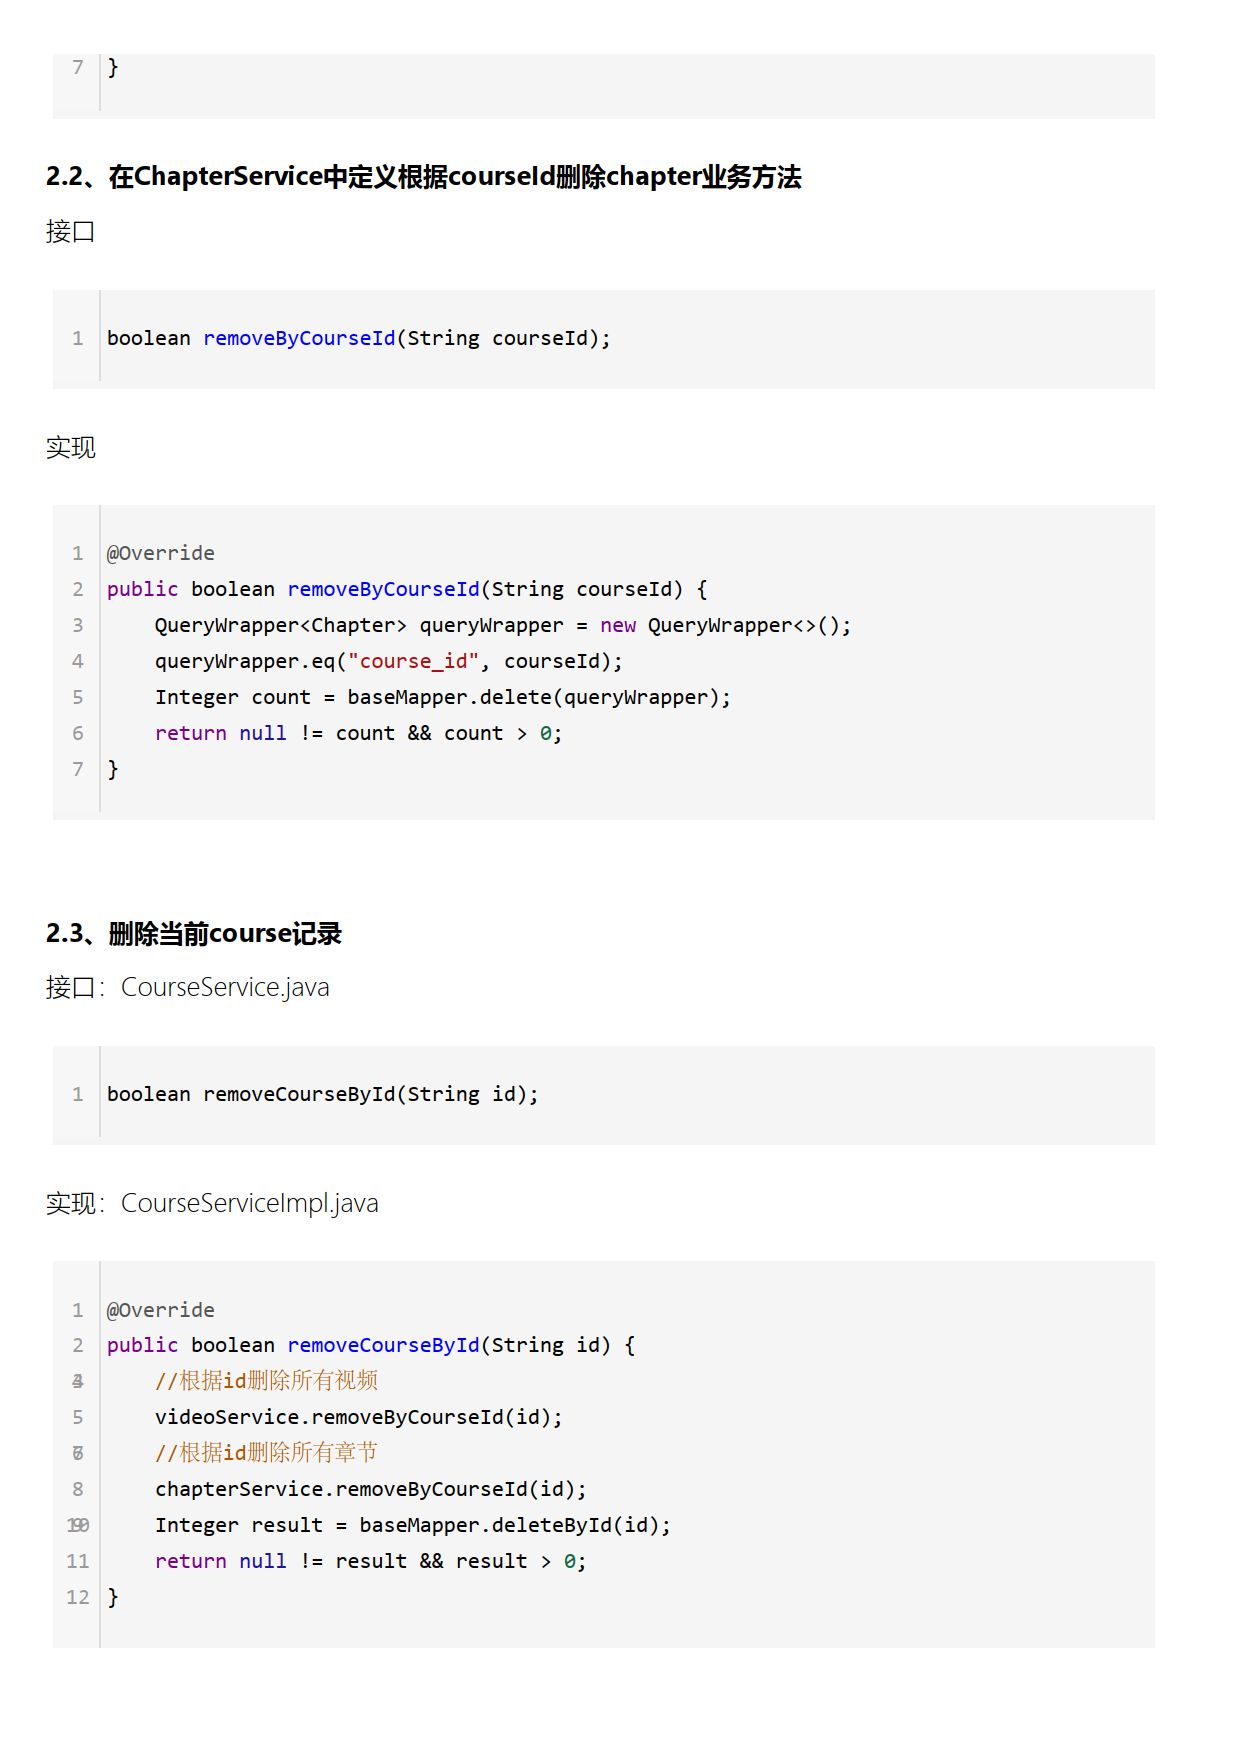 7 }
2.2、在ChapterService中定义根据courseId删除chapter业务方法
接口
1 boolean removeByCourseId(String courseId);
实现
1 @Override
2 public boolean removeByCourseId(String courseId) {
3     QueryWrapper<Chapter> queryWrapper = new QueryWrapper<>();
4     queryWrapper.eq("course_id", courseId);
5     Integer count = baseMapper.delete(queryWrapper);
6     return null != count && count > 0;
7 }
2.3、删除当前course记录
接口：CourseService.java
1 boolean removeCourseById(String id);
实现：CourseServiceImpl.java
1 @Override
2 public boolean removeCourseById(String id) {
    //根据id删除所有视频
5     videoService.removeByCourseId(id);
    //根据id删除所有章节
8     chapterService.removeByCourseId(id);
    Integer result = baseMapper.deleteById(id);
11     return null != result && result > 0;
12 }